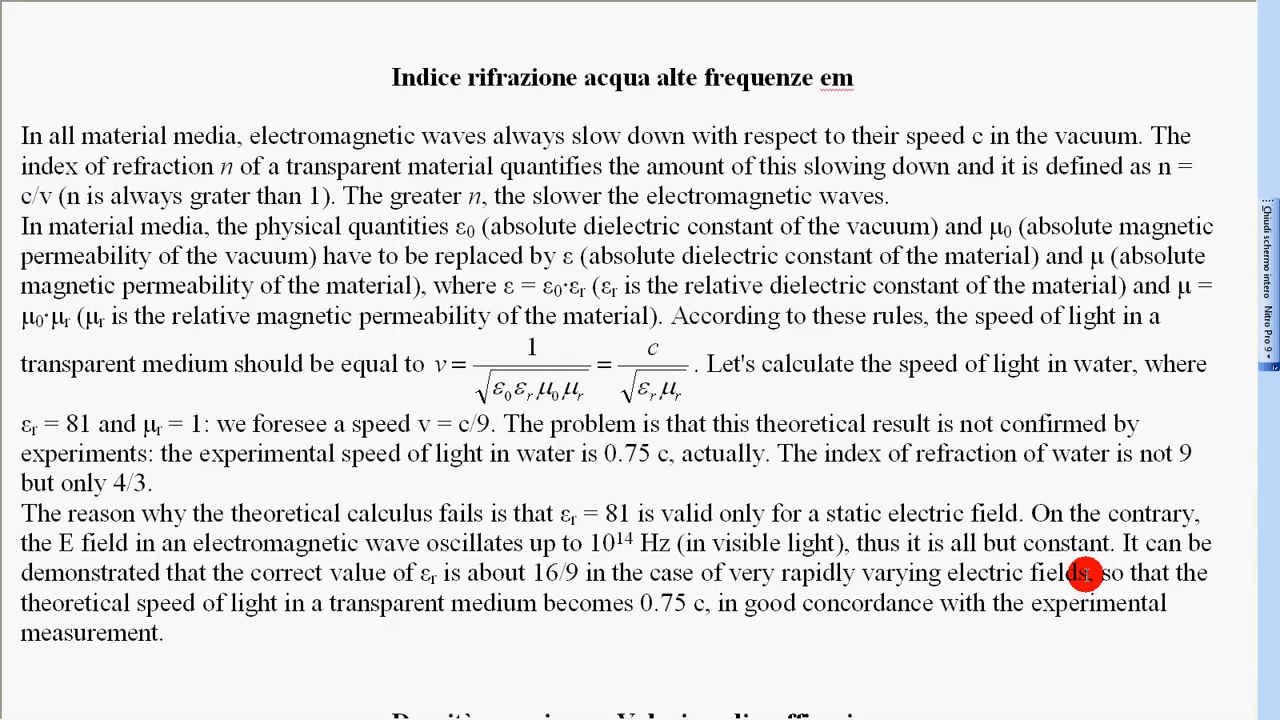 Indice rifrazione acqua alte frequenze em
In all material media, electromagnetic waves always slow down with respect to their speed c in the vacuum. The
index of refraction n of a transparent material quantifies the amount of this slowing down and it is defined as n =
c/v (n is always grater than 1). The greater n, the slower the electromagnetic waves.
In material media, the physical quantities ε₀ (absolute dielectric constant of the vacuum) and μ₀ (absolute magnetic
permeability of the vacuum) have to be replaced by ε (absolute dielectric constant of the material) and μ (absolute
magnetic permeability of the material), where ε = ε₀·εᵣ (εᵣ is the relative dielectric constant of the material) and μ =
μ₀·μᵣ (μᵣ is the relative magnetic permeability of the material). According to these rules, the speed of light in a
transparent medium should be equal to v = 1/√(ε₀εᵣμ₀μᵣ) = c/√(εᵣμᵣ) . Let's calculate the speed of light in water, where
εᵣ = 81 and μᵣ = 1: we foresee a speed v = c/9. The problem is that this theoretical result is not confirmed by
experiments: the experimental speed of light in water is 0.75 c, actually. The index of refraction of water is not 9
but only 4/3.
The reason why the theoretical calculus fails is that εᵣ = 81 is valid only for a static electric field. On the contrary,
the E field in an electromagnetic wave oscillates up to 10¹⁴ Hz (in visible light), thus it is all but constant. It can be
demonstrated that the correct value of εᵣ is about 16/9 in the case of very rapidly varying electric fields, so that the
theoretical speed of light in a transparent medium becomes 0.75 c, in good concordance with the experimental
measurement.
Chiudi schermo intero
Nitro Pro 9